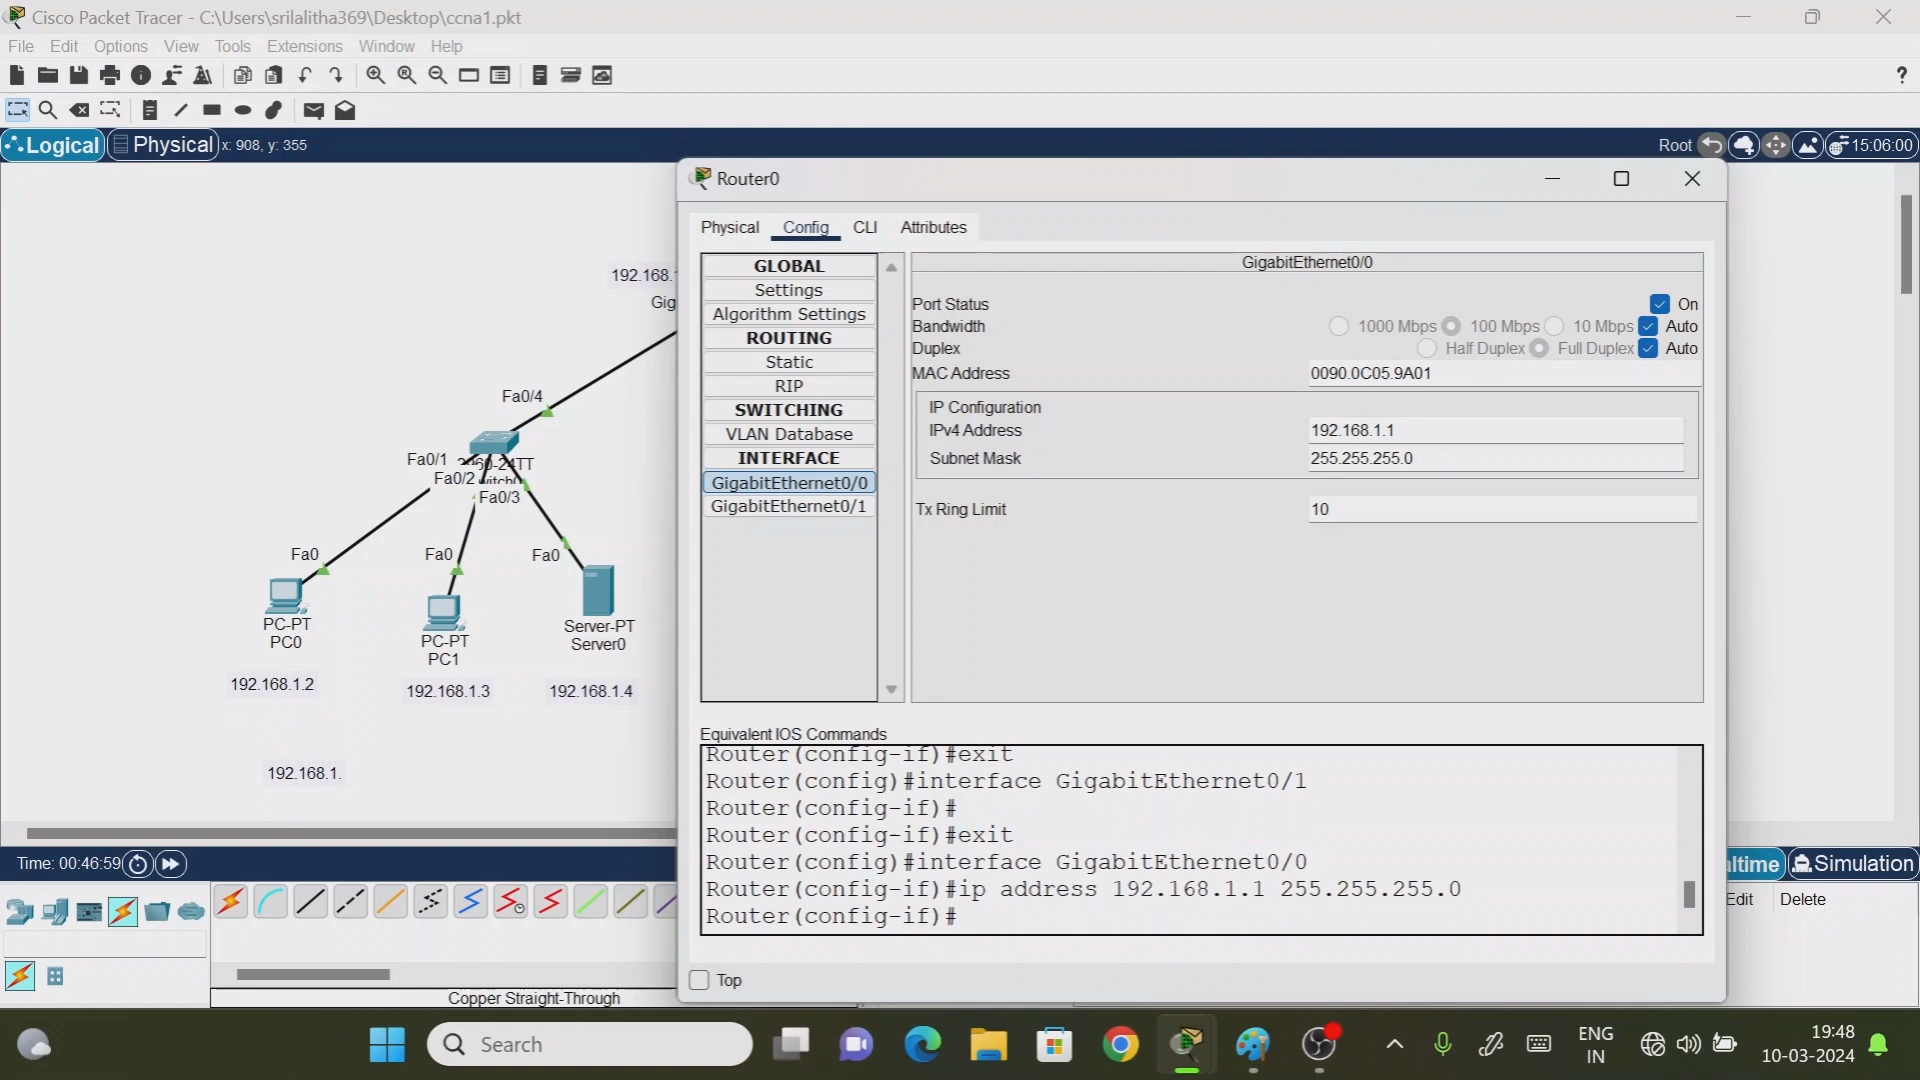 Cisco Packet Tracer - C:\Users\srilalitha369\Desktop\ccna1.pkt
File Edit Options View Tools Extensions Window Help
?
Logical Physical x: 908, y: 355
Root 15:06:00
192.168.
Gig
Fa0/4
Fa0/1
2960-24TT
Fa0/2
Fa0/3
Fa0
Fa0
Fa0
PC-PT
PC0
PC-PT
PC1
Server-PT
Server0
192.168.1.2
192.168.1.3
192.168.1.4
192.168.1.
Router0
Physical Config CLI Attributes
GLOBAL
Settings
Algorithm Settings
ROUTING
Static
RIP
SWITCHING
VLAN Database
INTERFACE
GigabitEthernet0/0
GigabitEthernet0/1
GigabitEthernet0/0
Port Status On
Bandwidth 1000 Mbps 100 Mbps 10 Mbps Auto
Duplex Half Duplex Full Duplex Auto
MAC Address 0090.0C05.9A01
IP Configuration
IPv4 Address 192.168.1.1
Subnet Mask 255.255.255.0
Tx Ring Limit 10
Equivalent IOS Commands
Router(config-if)#exit
Router(config)#interface GigabitEthernet0/1
Router(config-if)#
Router(config-if)#exit
Router(config)#interface GigabitEthernet0/0
Router(config-if)#ip address 192.168.1.1 255.255.255.0
Router(config-if)#
Top
Time: 00:46:59
ltime Simulation
Edit Delete
Copper Straight-Through
Search
ENG
IN
19:48
10-03-2024